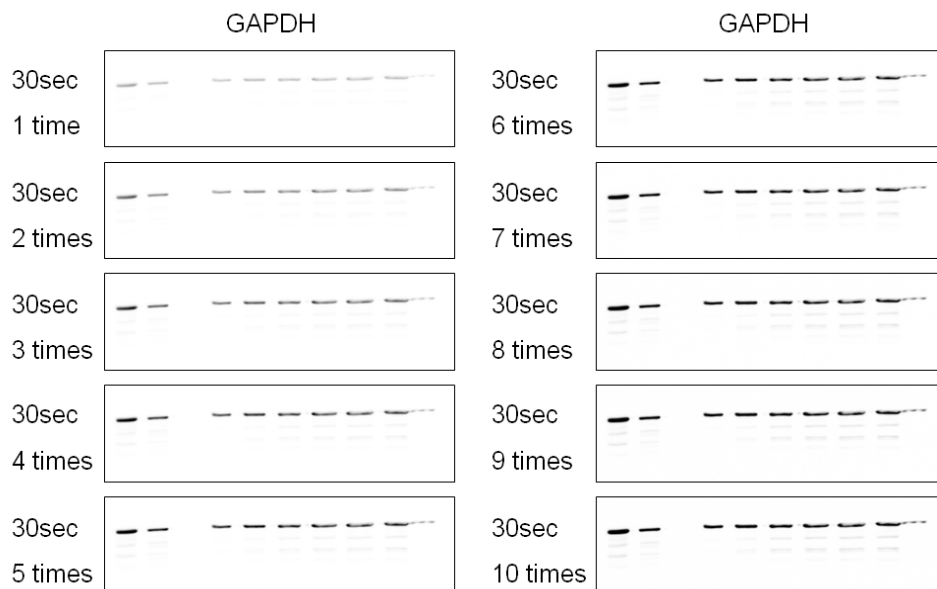 GAPDH
30sec
1 time
30sec
2 times
30sec
3 times
30sec
4 times
30sec
5 times
GAPDH
30sec
6 times
30sec
7 times
30sec
8 times
30sec
9 times
30sec
10 times